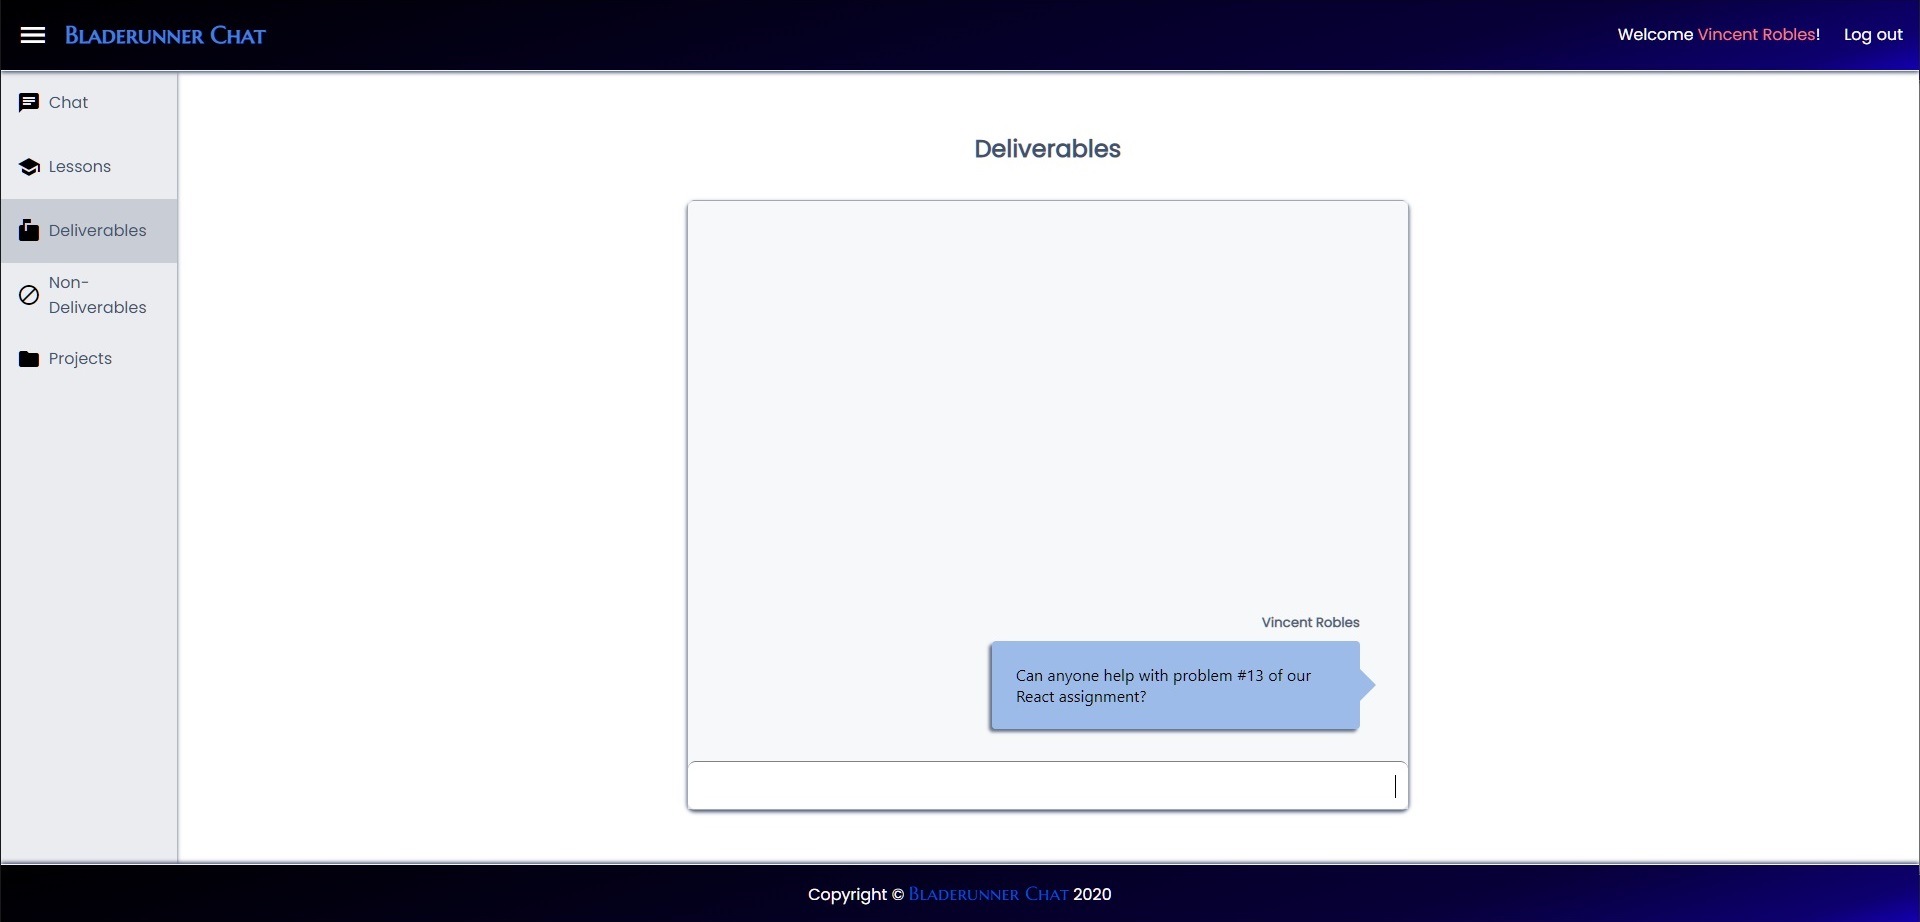 Bladerunner Chat
Welcome Vincent Robles!
Log out
Chat
Lessons
Deliverables
Non-
Deliverables
Projects
Deliverables
Vincent Robles
Can anyone help with problem #13 of our
React assignment?
Copyright © Bladerunner Chat 2020